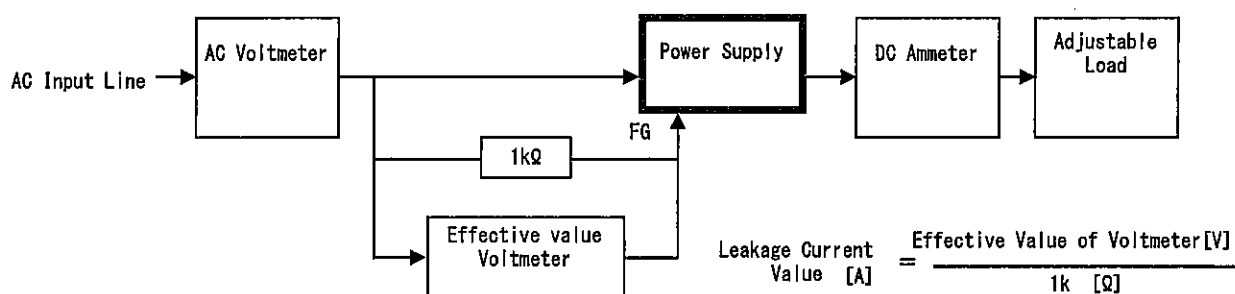 AC Input Line
AC Voltmeter
Power Supply
DC Ammeter
Adjustable
Load
FG
1kΩ
Effective value
Voltmeter
Leakage Current
Value [A]
=
Effective Value of Voltmeter[V]
1k [Ω]